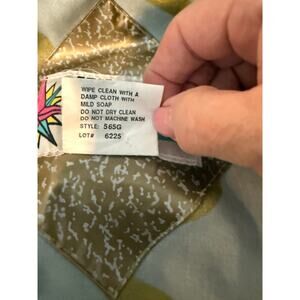 WIPE CLEAN WITH A
DAMP CLOTH WITH
MILD SOAP
DO NOT DRY CLEAN
DO NOT MACHINE WASH
STYLE: 565G
LOT# 6225